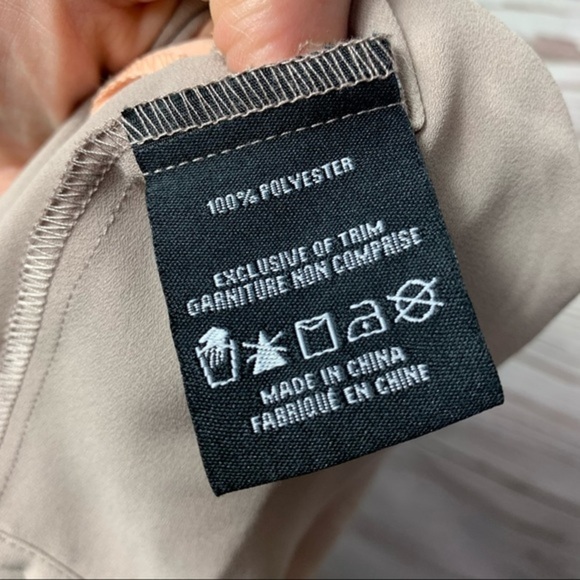 100% POLYESTER
EXCLUSIVE OF TRIM
GARNITURE NON COMPRISE
MADE IN CHINA
FABRIQUÉ EN CHINE